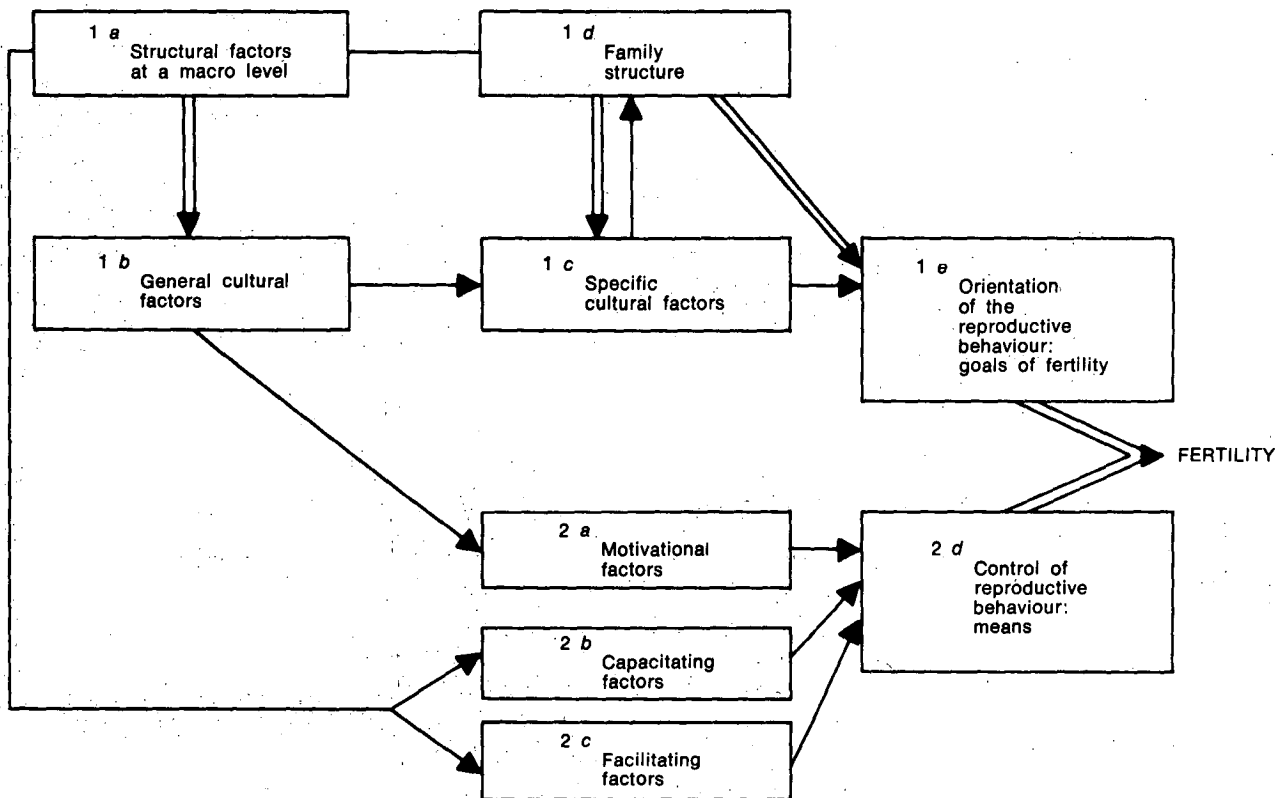 1 a
Structural factors
at a macro level
1 d
Family
structure
1 b
General cultural
factors
1 c
Specific
cultural factors
1 e
Orientation
of the
reproductive
behaviour:
goals of fertility
FERTILITY
2 a
Motivational
factors
2 b
Capacitating
factors
2 c
Facilitating
factors
2 d
Control of
reproductive
behaviour:
means